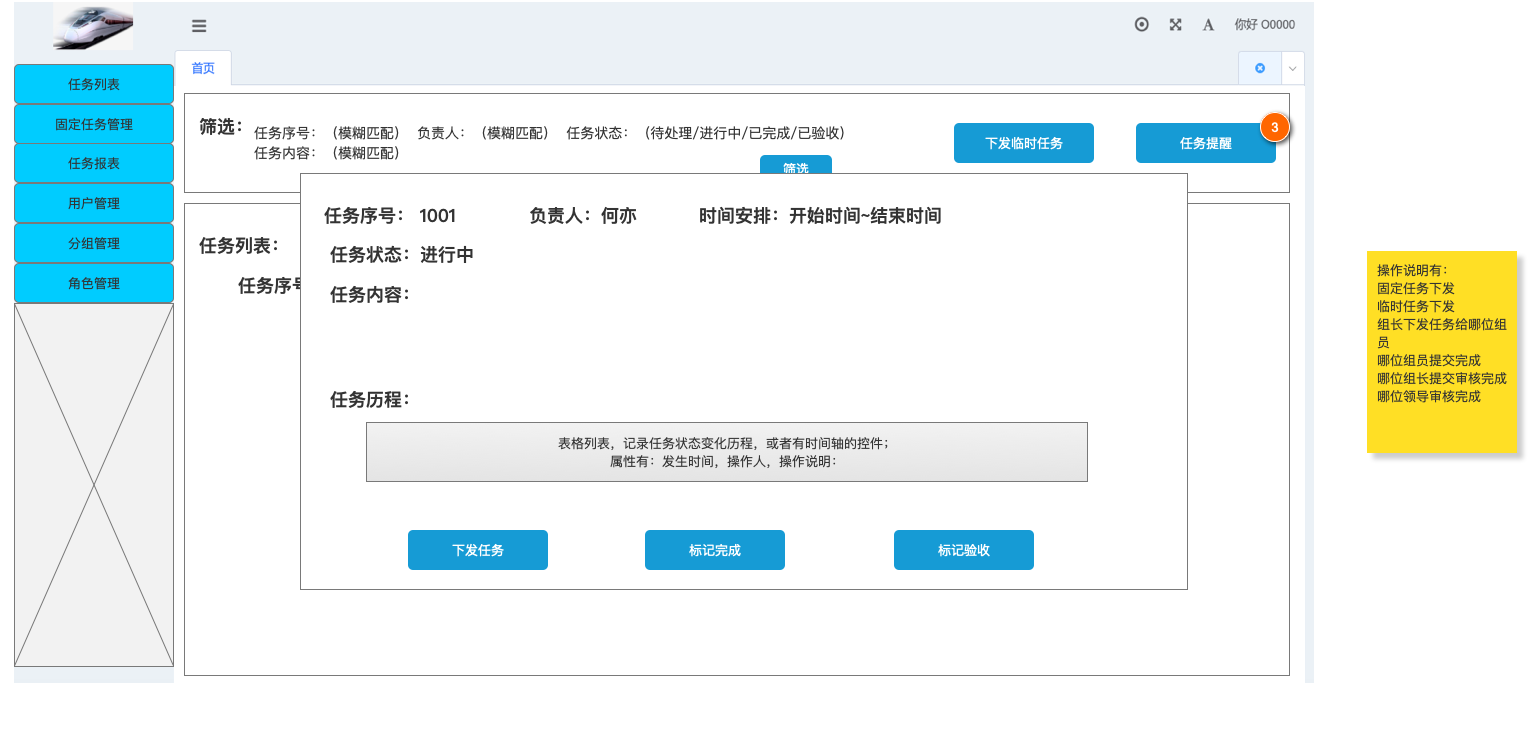 你好 O0000
首页
任务列表
固定任务管理
任务报表
用户管理
分组管理
角色管理
筛选：
任务序号：（模糊匹配） 负责人：（模糊匹配） 任务状态：（待处理/进行中/已完成/已验收）
任务内容：（模糊匹配）
筛选
下发临时任务
任务提醒
3
任务列表：
任务序号
任务序号： 1001 负责人：何亦 时间安排：开始时间~结束时间
任务状态：进行中
任务内容：
任务历程：
表格列表，记录任务状态变化历程，或者有时间轴的控件；
属性有：发生时间，操作人，操作说明：
下发任务
标记完成
标记验收
操作说明有：
固定任务下发
临时任务下发
组长下发任务给哪位组
员
哪位组员提交完成
哪位组长提交审核完成
哪位领导审核完成